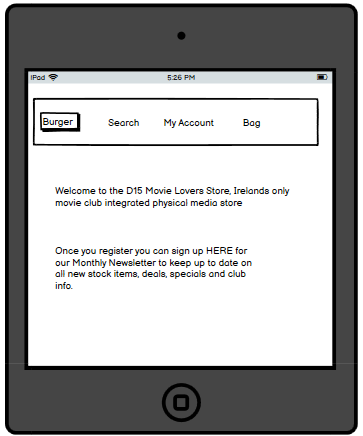 iPad 5:26 PM
Burger Search My Account Bag
Welcome to the D15 Movie Lovers Store, Irelands only
movie club integrated physical media store
Once you register you can sign up HERE for
our Monthly Newsletter to keep up to date on
all new stock items, deals, specials and club
info.